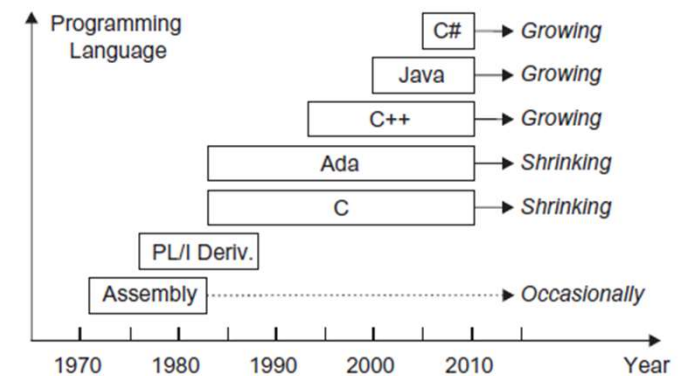 Programming
Language
C# Growing
Java Growing
C++ Growing
Ada Shrinking
C Shrinking
PL/I Deriv.
Assembly Occasionally
1970 1980 1990 2000 2010 Year